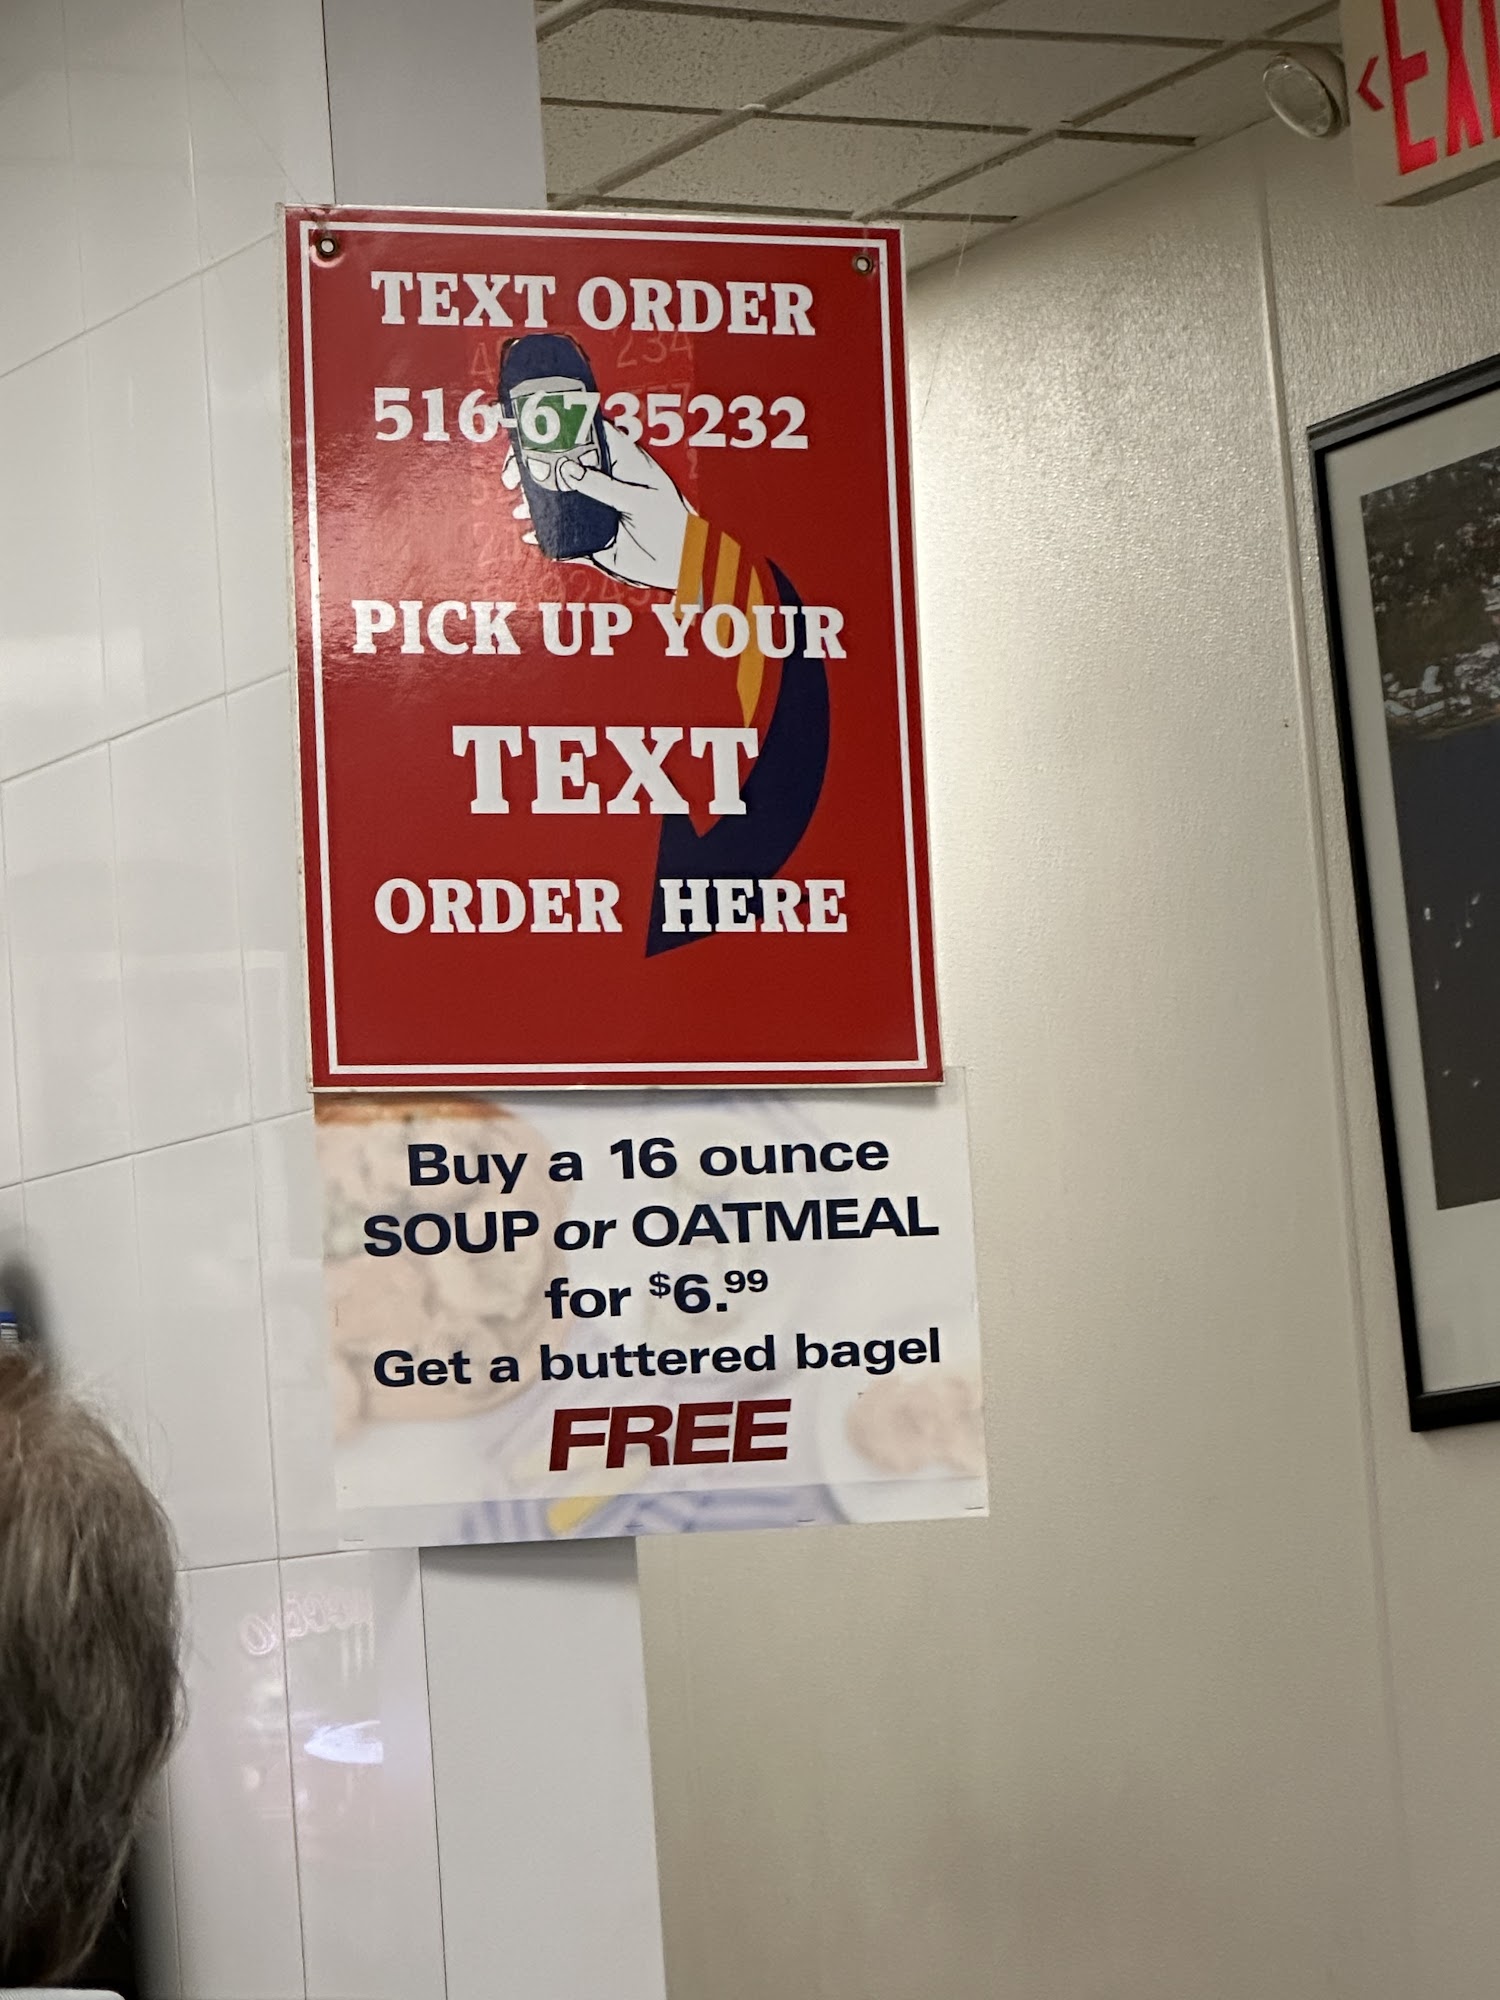 <EXI
TEXT ORDER
516-6735232
PICK UP YOUR
TEXT
ORDER HERE
Buy a 16 ounce
SOUP or OATMEAL
for $6.99
Get a buttered bagel
FREE